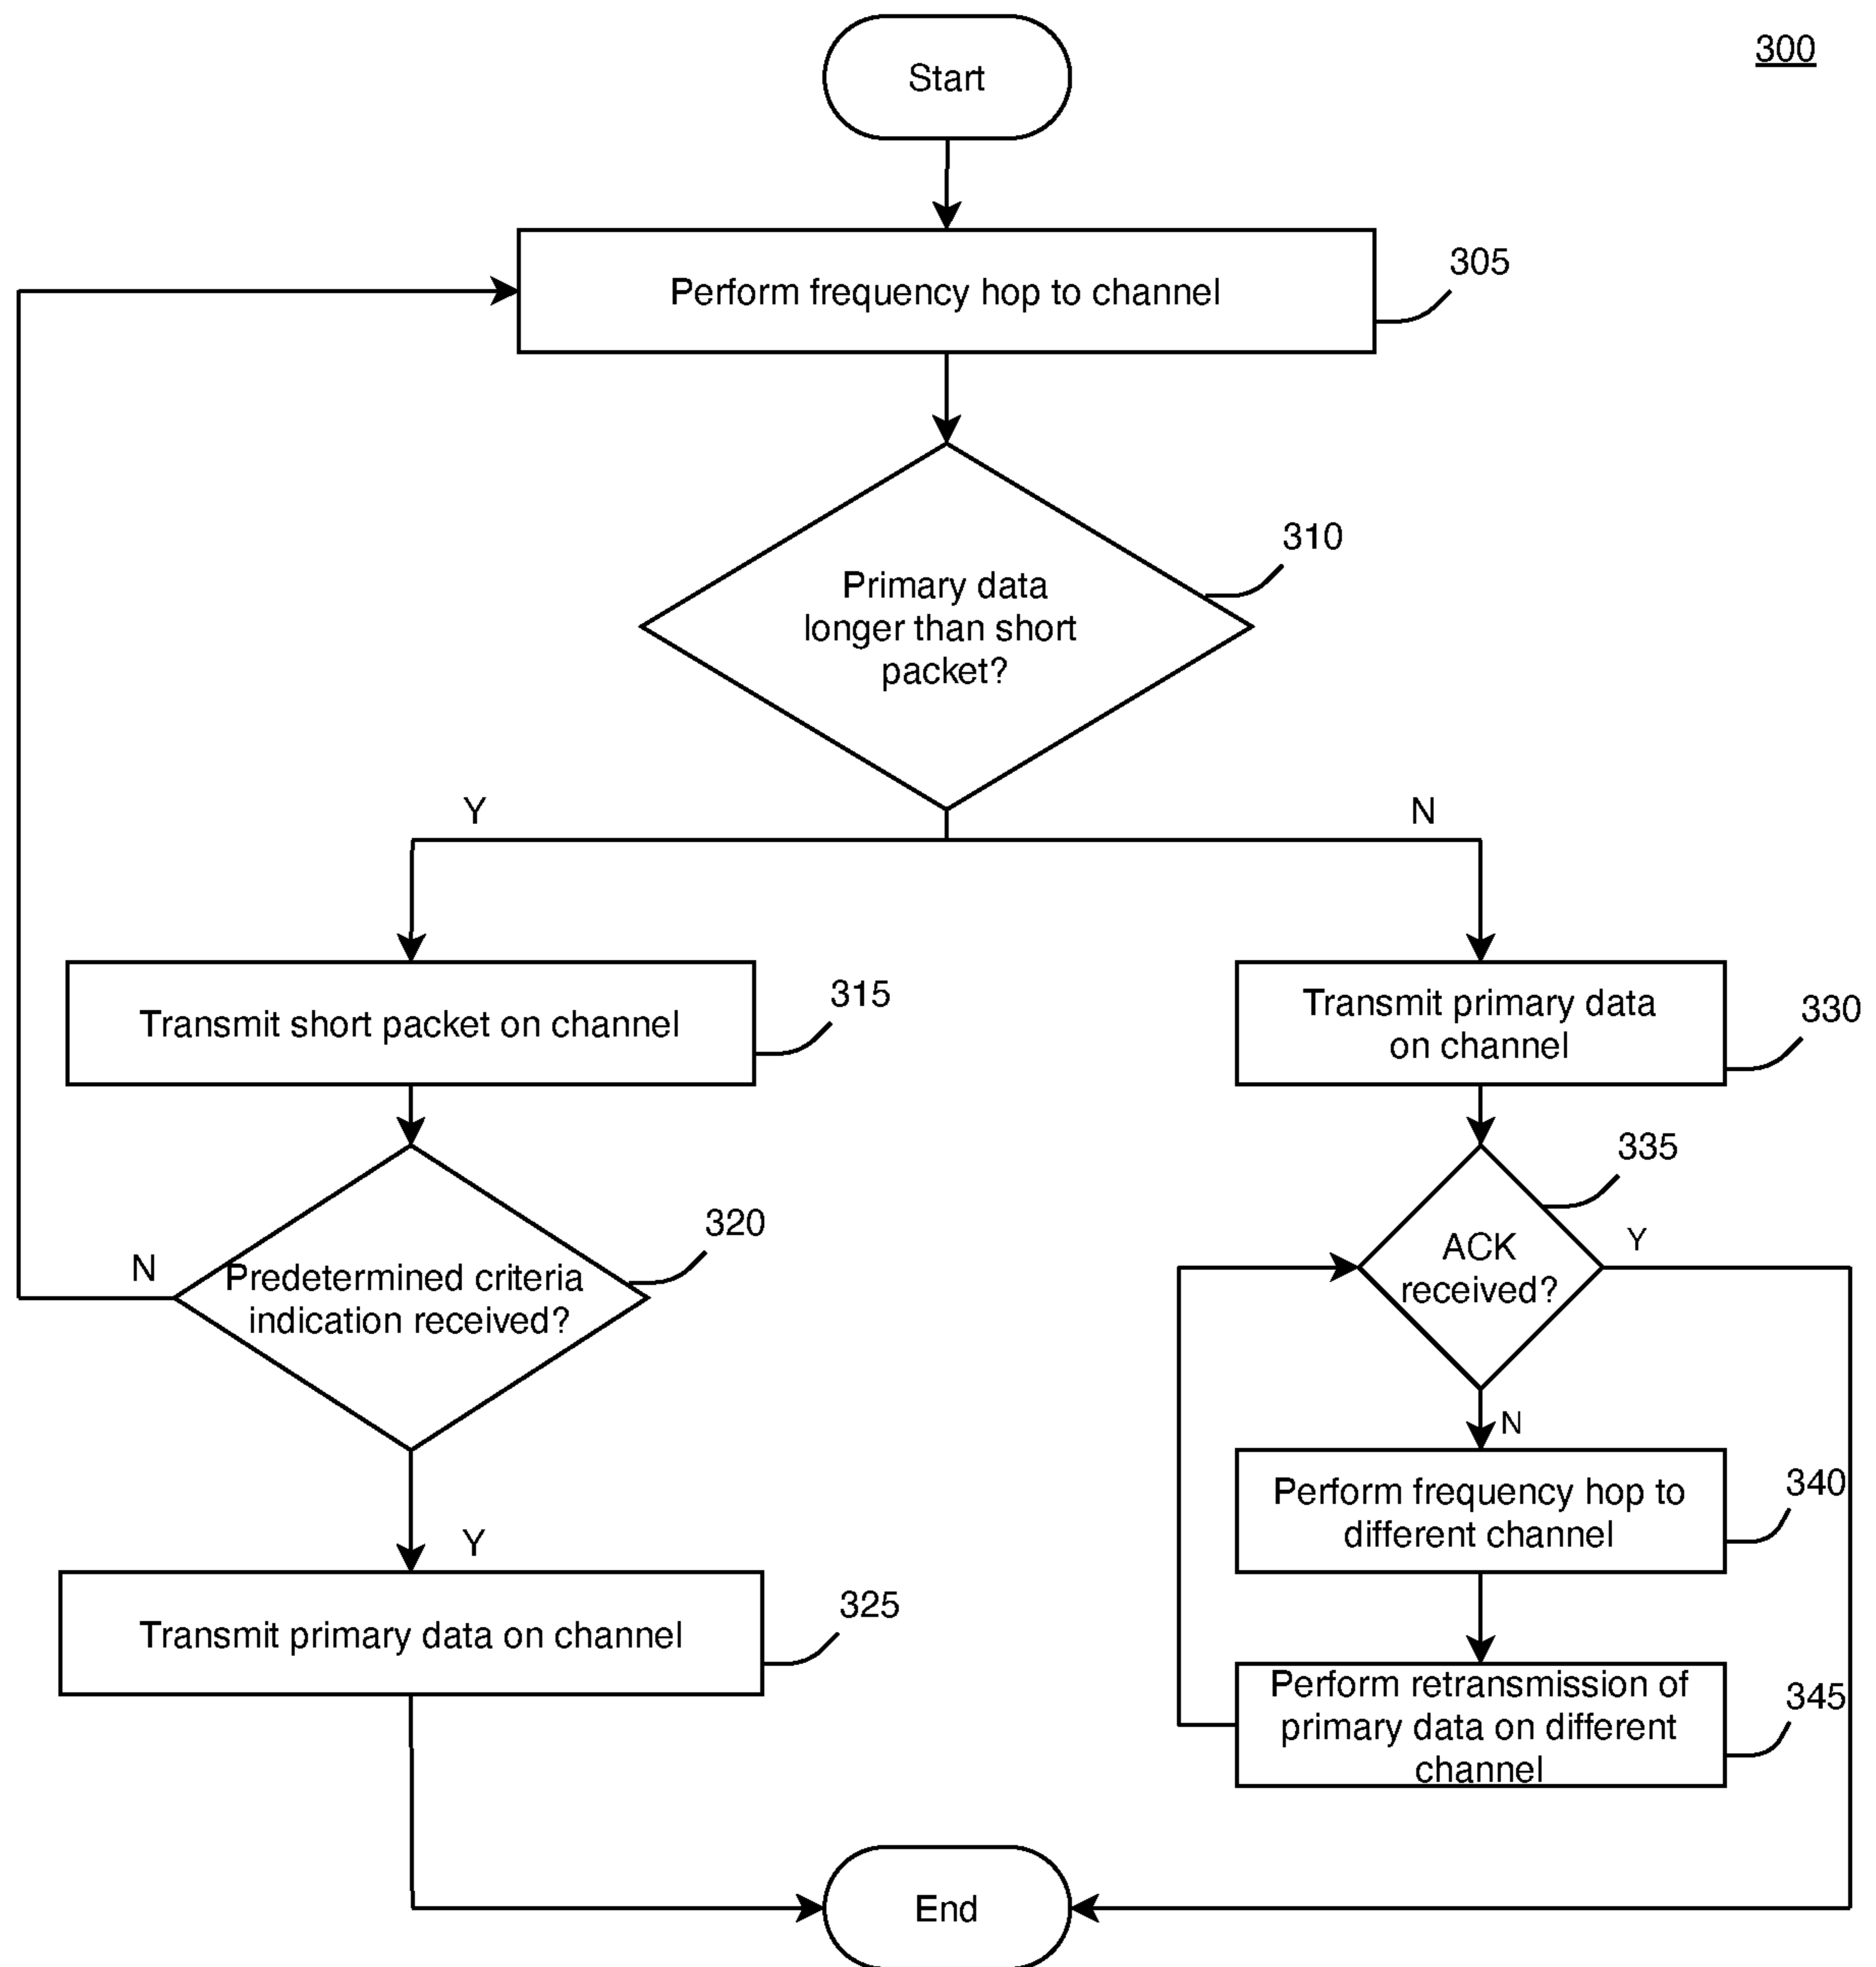 300
Start
Perform frequency hop to channel
305
310
Primary data
longer than short
packet?
Y
N
Transmit short packet on channel
315
Transmit primary data
on channel
330
320
N
Predetermined criteria
indication received?
335
Y
ACK
received?
N
Perform frequency hop to
different channel
340
Y
Transmit primary data on channel
325
Perform retransmission of
primary data on different
channel
345
End